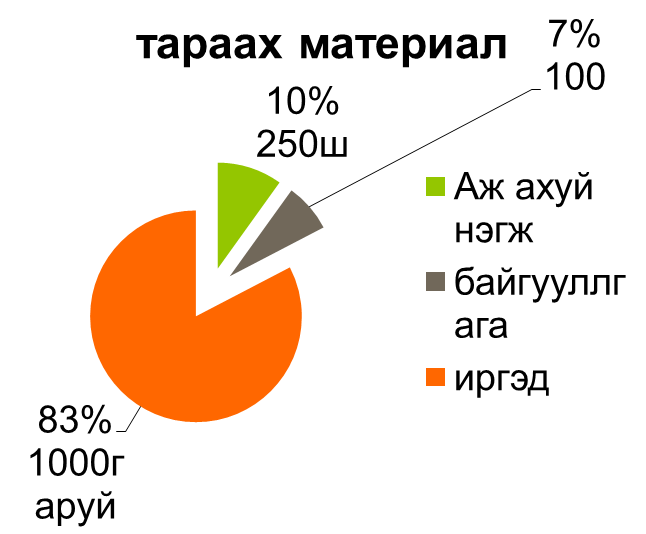 тараах материал
7%
100
10%
250ш
Аж ахуй
нэгж
байгууллг
ага
иргэд
83%
1000г
аруй